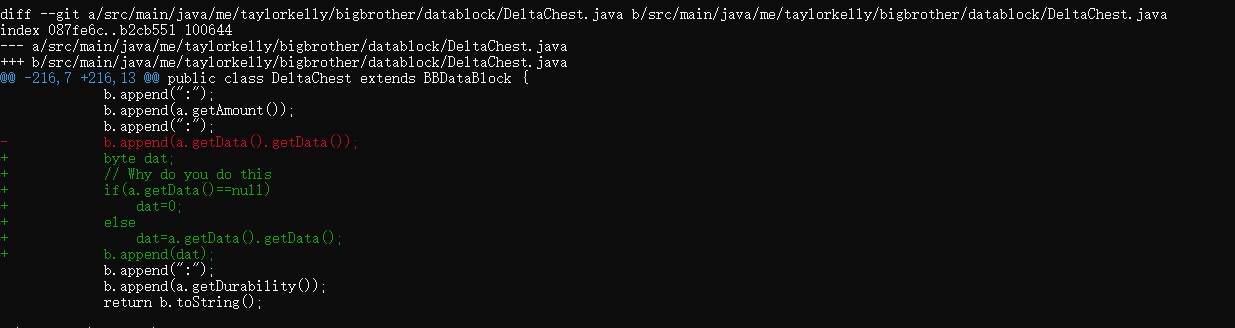 diff --git a/src/main/java/me/taylorkelly/bigbrother/datablock/DeltaChest.java b/src/main/java/me/taylorkelly/bigbrother/datablock/DeltaChest.java
index 087fe6c..b2cb551 100644
--- a/src/main/java/me/taylorkelly/bigbrother/datablock/DeltaChest.java
+++ b/src/main/java/me/taylorkelly/bigbrother/datablock/DeltaChest.java
@@ -216,7 +216,13 @@ public class DeltaChest extends BBDataBlock {
             b.append(":");
             b.append(a.getAmount());
             b.append(":");
-            b.append(a.getData().getData());
+            byte dat;
+            // Why do you do this
+            if(a.getData()==null)
+                dat=0;
+            else
+                dat=a.getData().getData();
+            b.append(dat);
             b.append(":");
             b.append(a.getDurability());
             return b.toString();